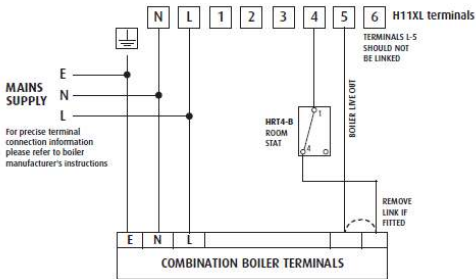 N L 1 2 3 4 5 6 H11XL terminals
TERMINALS L-5
SHOULD NOT
BE LINKED
MAINS
SUPPLY
E
N
L
For precise terminal
connection information
please refer to boiler
manufacturer's instructions
HRT4-B
ROOM
STAT
1
4
BOILER LIVE OUT
REMOVE
LINK IF
FITTED
E N L
COMBINATION BOILER TERMINALS